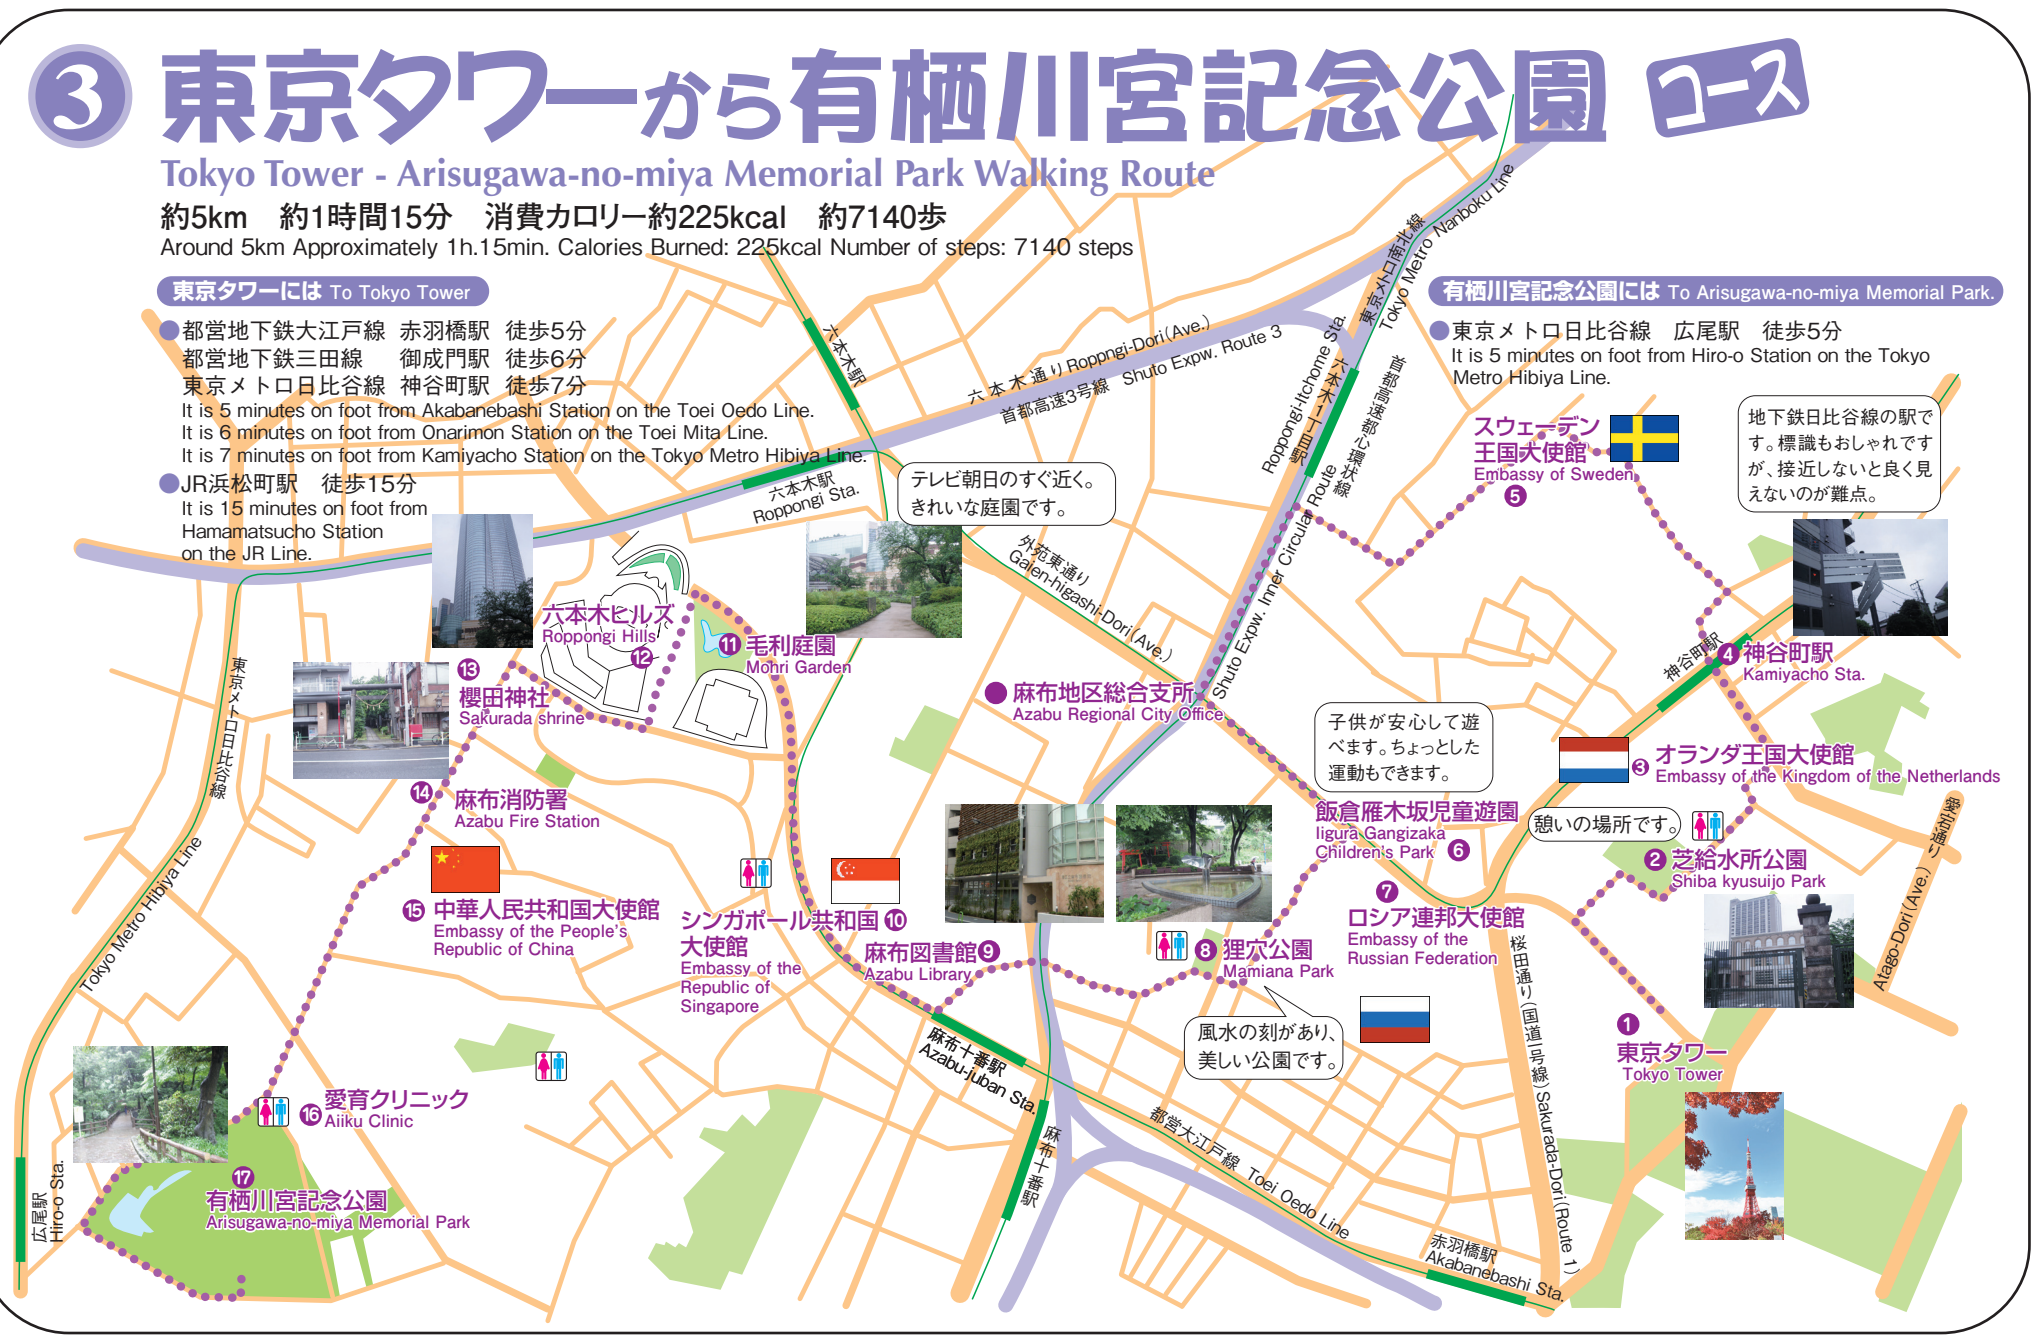 3 東京タワーから有栖川宮記念公園 コース
Tokyo Tower - Arisugawa-no-miya Memorial Park Walking Route
約5km 約1時間15分 消費カロリー約225kcal 約7140歩
Around 5km Approximately 1h.15min. Calories Burned: 225kcal Number of steps: 7140 steps
東京タワーには To Tokyo Tower
●都営地下鉄大江戸線 赤羽橋駅 徒歩5分
都営地下鉄三田線 御成門駅 徒歩6分
東京メトロ日比谷線 神谷町駅 徒歩7分
It is 5 minutes on foot from Akabanebashi Station on the Toei Oedo Line.
It is 6 minutes on foot from Onarimon Station on the Toei Mita Line.
It is 7 minutes on foot from Kamiyacho Station on the Tokyo Metro Hibiya Line.
●JR浜松町駅 徒歩15分
It is 15 minutes on foot from
Hamamatsucho Station
on the JR Line.
有栖川宮記念公園には To Arisugawa-no-miya Memorial Park.
●東京メトロ日比谷線 広尾駅 徒歩5分
It is 5 minutes on foot from Hiro-o Station on the Tokyo
Metro Hibiya Line.
六本木駅
六本木通り Roppngi-Dori (Ave.)
首都高速3号線 Shuto Expw. Route 3
東京メトロ南北線
Tokyo Metro Nanboku Line
Roppongi-Itchome Sta.
六本木1丁目駅
首都高速都心環状線
Shuto Expw. Inner Circular Route
六本木駅
Roppongi Sta.
テレビ朝日のすぐ近く。
きれいな庭園です。
外苑東通り
Gaien-higashi-Dori (Ave.)
スウェーデン
王国大使館
Embassy of Sweden
5
地下鉄日比谷線の駅で
す。標識もおしゃれです
が、接近しないと良く見
えないのが難点。
神谷町駅
4 神谷町駅
Kamiyacho Sta.
六本木ヒルズ
Roppongi Hills
12
11 毛利庭園
Mohri Garden
13
櫻田神社
Sakurada shrine
● 麻布地区総合支所
Azabu Regional City Office
子供が安心して遊
べます。ちょっとした
運動もできます。
3 オランダ王国大使館
Embassy of the Kingdom of the Netherlands
東京メトロ日比谷線
Tokyo Metro Hibiya Line
14 麻布消防署
Azabu Fire Station
飯倉雁木坂児童遊園
Iigura Gangizaka
Children's Park 6
憩いの場所です。
2 芝給水所公園
Shiba kyusuijo Park
愛宕通り
Atago-Dori (Ave.)
15 中華人民共和国大使館
Embassy of the People's
Republic of China
シンガポール共和国 10
大使館
Embassy of the
Republic of
Singapore
麻布図書館 9
Azabu Library
7
ロシア連邦大使館
Embassy of the
Russian Federation
8 狸穴公園
Mamiana Park
風水の刻があり、
美しい公園です。
桜田通り(国道1号線) Sakurada-Dori (Route 1)
1
東京タワー
Tokyo Tower
麻布十番駅
Azabu-juban Sta.
麻布十番駅
都営大江戸線 Toei Oedo Line
赤羽橋駅
Akabanebashi Sta.
16 愛育クリニック
Aiiku Clinic
17
有栖川宮記念公園
Arisugawa-no-miya Memorial Park
広尾駅
Hiro-o Sta.